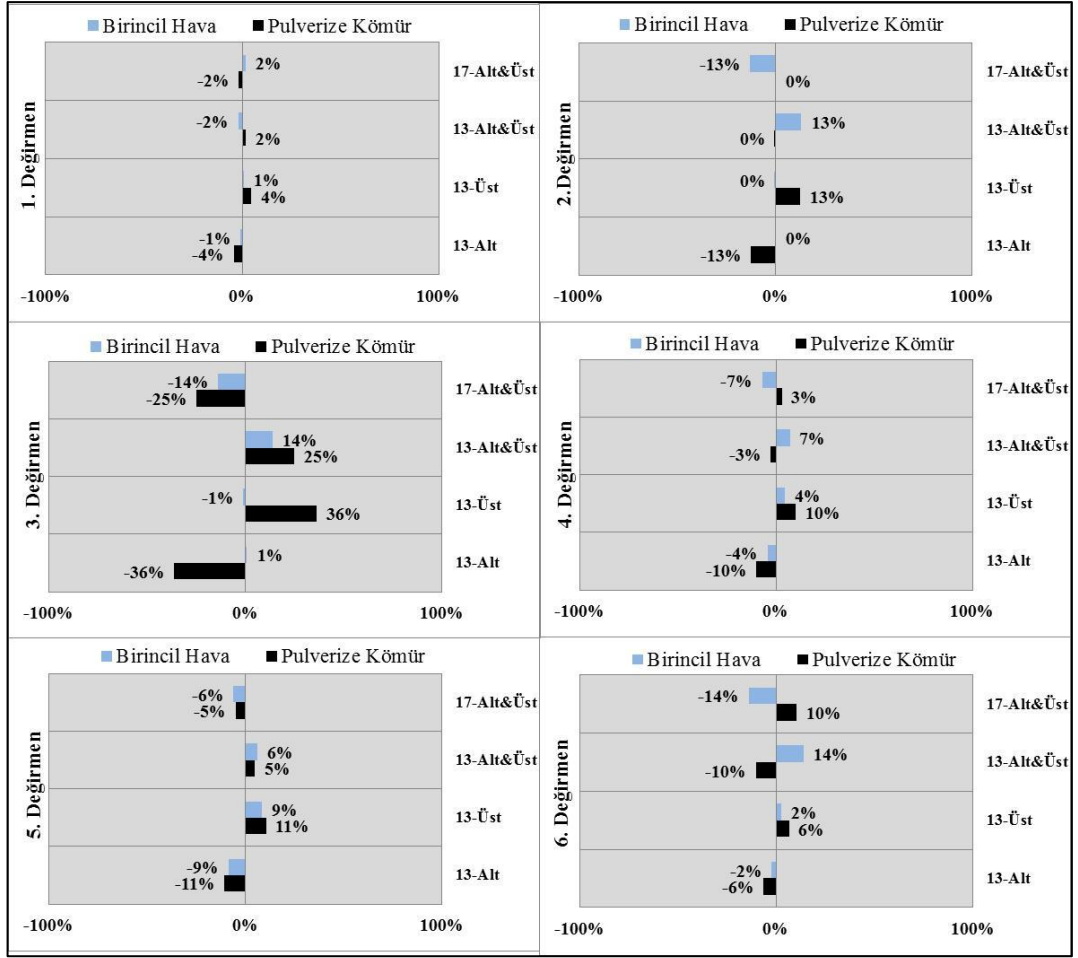 Birincil Hava Pulverize Kömür
1. Değirmen
2% 17-Alt&Üst
-2%
-2% 13-Alt&Üst
2%
0
1% 13-Üst
4%
-1% 13-Alt
-4%
-100% 0% 100%
Birincil Hava Pulverize Kömür
2.Değirmen
-13% 17-Alt&Üst
0%
13% 13-Alt&Üst
0%
0
0% 13-Üst
13%
0% 13-Alt
-13%
-100% 0% 100%
Birincil Hava Pulverize Kömür
3. Değirmen
-14% 17-Alt&Üst
-25%
14% 13-Alt&Üst
25%
0
-1% 13-Üst
36%
1% 13-Alt
-36%
-100% 0% 100%
Birincil Hava Pulverize Kömür
4. Değirmen
-7% 17-Alt&Üst
3%
7% 13-Alt&Üst
-3%
0
4% 13-Üst
10%
-4% 13-Alt
-10%
-100% 0% 100%
Birincil Hava Pulverize Kömür
5. Değirmen
-6% 17-Alt&Üst
-5%
6% 13-Alt&Üst
5%
0
9% 13-Üst
11%
-9% 13-Alt
-11%
-100% 0% 100%
Birincil Hava Pulverize Kömür
6. Değirmen
-14% 17-Alt&Üst
10%
14% 13-Alt&Üst
-10%
0
2% 13-Üst
6%
-2% 13-Alt
-6%
-100% 0% 100%